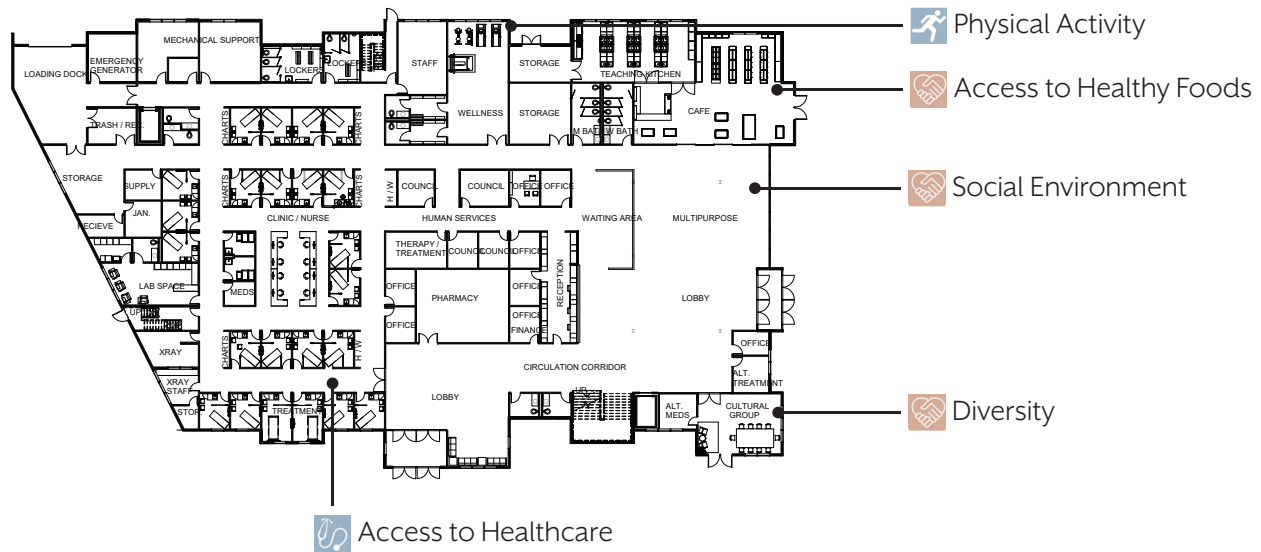 Physical Activity
MECHANICAL SUPPORT
EMERGENCY
GENERATOR
LOADING DOCK
LOCKERS
LOCKER
STAFF
STORAGE
TEACHING KITCHEN
Access to Healthy Foods
TRASH / REC.
CHARTS
CHARTS
WELLNESS
STORAGE
M BATH
W BATH
CAFE
STORAGE
SUPPLY
CHARTS
CHARTS
H / W
COUNCIL
COUNCIL
OFFICE
OFFICE
Social Environment
JAN.
RECIEVE
CLINIC / NURSE
HUMAN SERVICES
WAITING AREA
MULTIPURPOSE
THERAPY /
TREATMENT
COUNCIL
COUNCIL
OFFICE
LAB SPACE
MEDS
OFFICE
PHARMACY
OFFICE
RECEPTION
LOBBY
UP
OFFICE
OFFICE
FINANCE
XRAY
CHARTS
H / W
OFFICE
CIRCULATION CORRIDOR
ALT.
TREATMENT
XRAY
STAFF
UP
STOR
TREATMENT
LOBBY
ALT.
MEDS
CULTURAL
GROUP
Diversity
Access to Healthcare